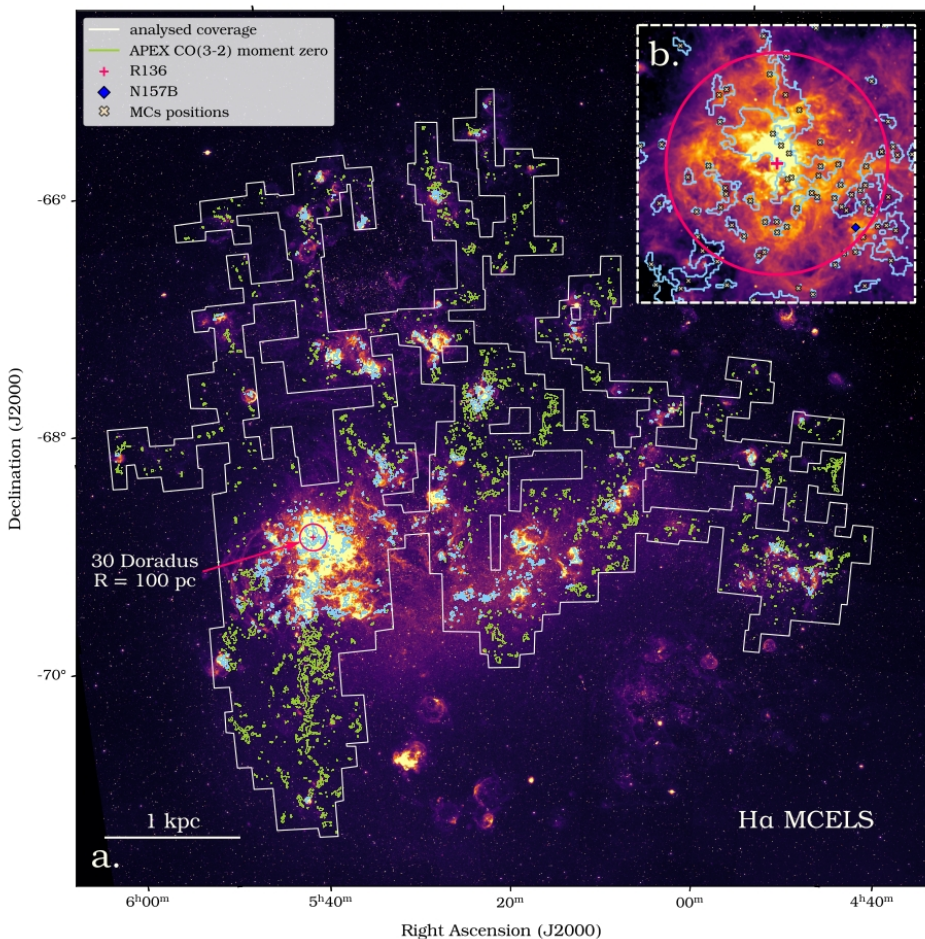 analysed coverage
APEX CO(3-2) moment zero
R136
N157B
MCs positions
b.
-66°
-68°
-70°
Declination (J2000)
30 Doradus
R = 100 pc
1 kpc
a.
Hα MCELS
6ʰ00ᵐ
5ʰ40ᵐ
20ᵐ
00ᵐ
4ʰ40ᵐ
Right Ascension (J2000)